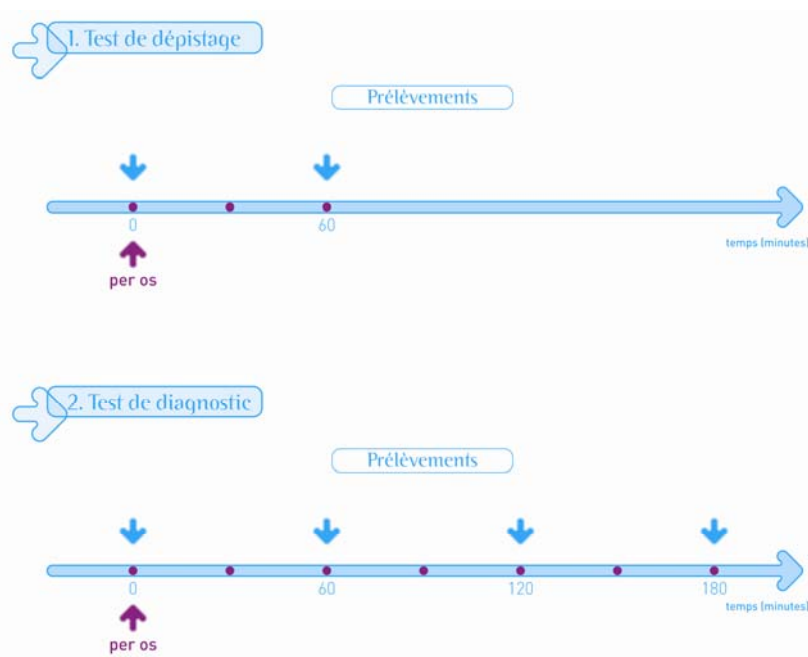 1. Test de dépistage
Prélèvements
0 60
temps (minutes)
per os
2. Test de diagnostic
Prélèvements
0 60 120 180
temps (minutes)
per os